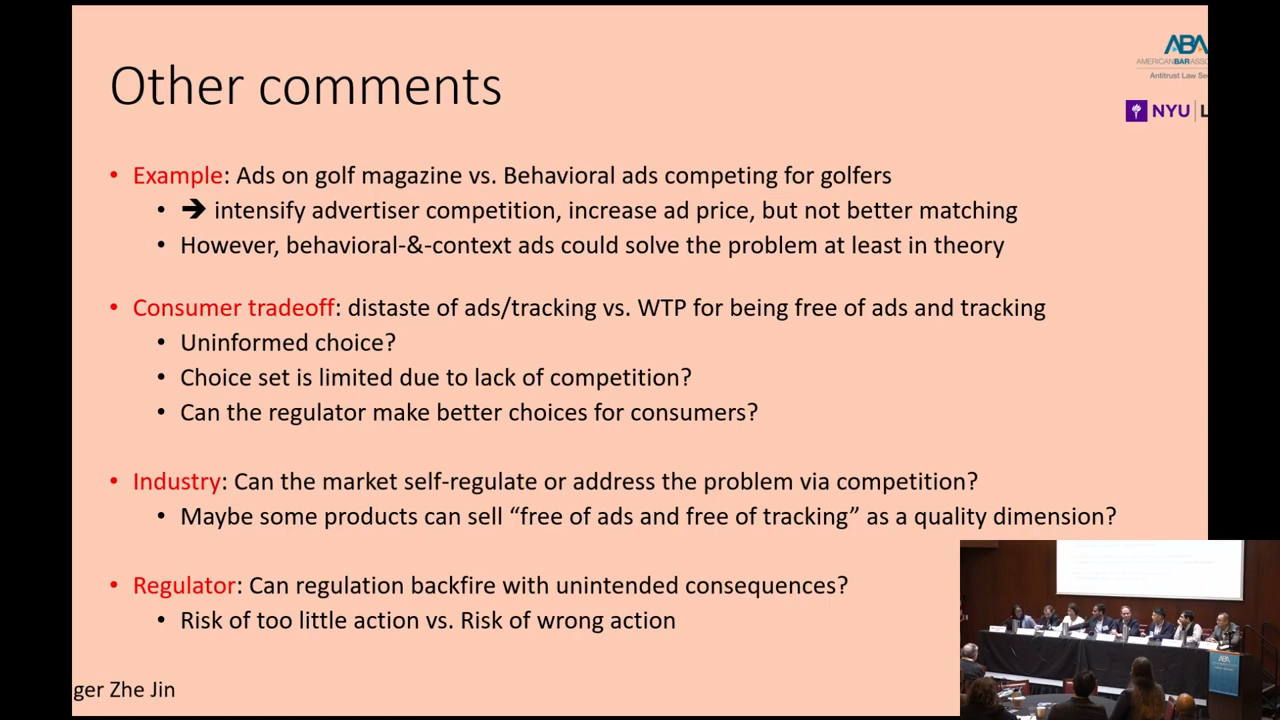 Other comments
ABA
AMERICANBARASSO
Antitrust Law Se
NYU
• Example: Ads on golf magazine vs. Behavioral ads competing for golfers
• ➔ intensify advertiser competition, increase ad price, but not better matching
• However, behavioral-&-context ads could solve the problem at least in theory
• Consumer tradeoff: distaste of ads/tracking vs. WTP for being free of ads and tracking
• Uninformed choice?
• Choice set is limited due to lack of competition?
• Can the regulator make better choices for consumers?
• Industry: Can the market self-regulate or address the problem via competition?
• Maybe some products can sell “free of ads and free of tracking” as a quality dimension?
• Regulator: Can regulation backfire with unintended consequences?
• Risk of too little action vs. Risk of wrong action
ger Zhe Jin
ABA